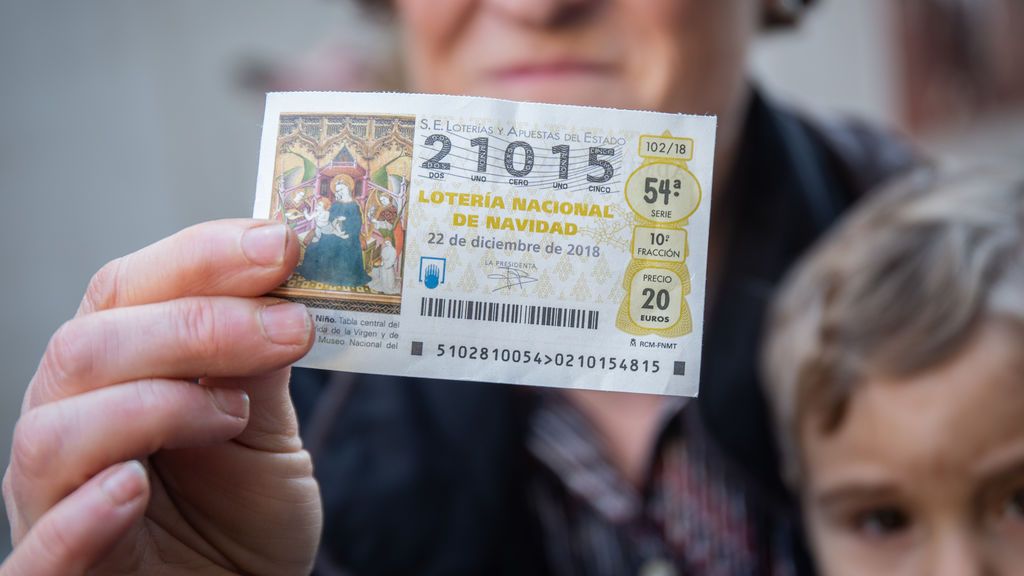 S. E. LOTERÍAS Y APUESTAS DEL ESTADO
21015
DOS UNO CERO UNO CINCO
LOTERÍA NACIONAL
DE NAVIDAD
22 de diciembre de 2018
LA PRESIDENTA,
102/18
54ª
SERIE
10ª
FRACCIÓN
PRECIO
20
EUROS
RCM-FNMT
Niño. Tabla central del
de la Virgen y de
Museo Nacional del
5102810054>0210154815